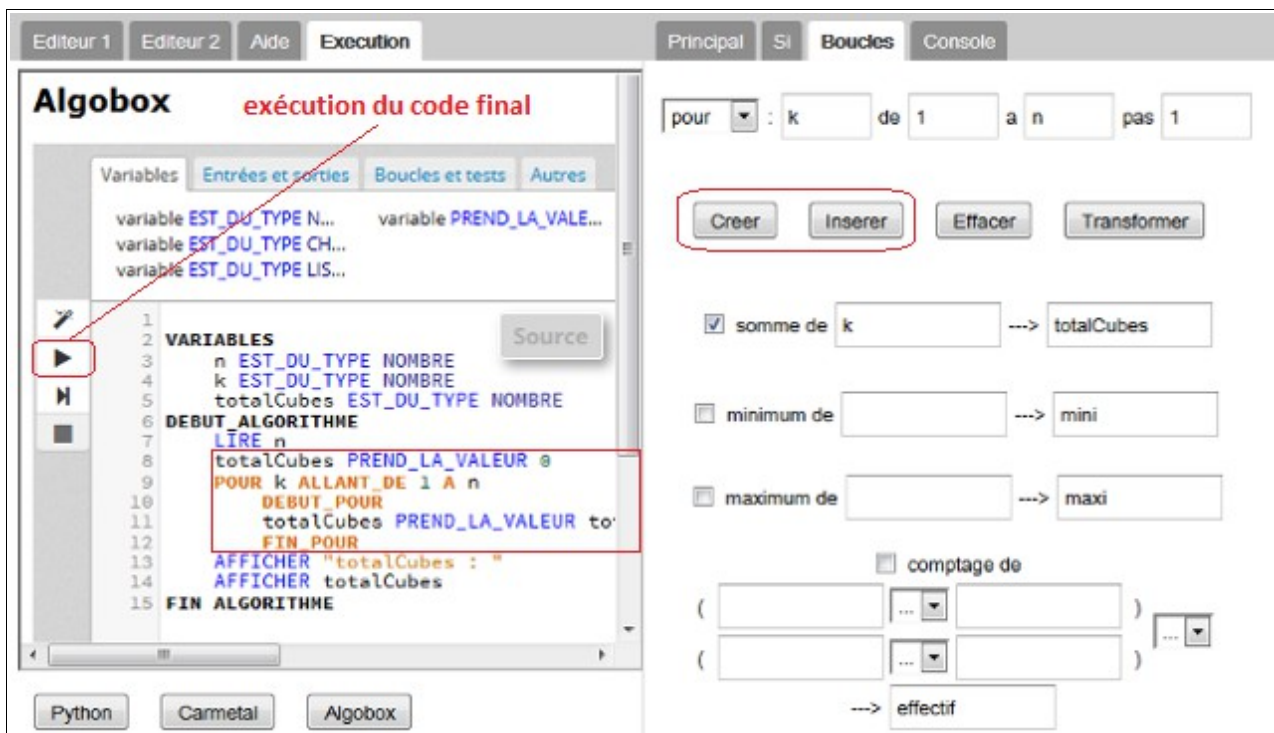 Editeur 1 Editeur 2 Aide Execution
Algobox
exécution du code final
Variables Entrées et sorties Boucles et tests Autres
variable EST_DU_TYPE N... variable PREND_LA_VALE...
variable EST_DU_TYPE CH...
variable EST_DU_TYPE LIS...
Source
1
2 VARIABLES
3 n EST_DU_TYPE NOMBRE
4 k EST_DU_TYPE NOMBRE
5 totalCubes EST_DU_TYPE NOMBRE
6 DEBUT_ALGORITHME
7 LIRE n
8 totalCubes PREND_LA_VALEUR 0
9 POUR k ALLANT_DE 1 A n
10 DEBUT_POUR
11 totalCubes PREND_LA_VALEUR to
12 FIN_POUR
13 AFFICHER "totalCubes : "
14 AFFICHER totalCubes
15 FIN ALGORITHME
Python Carmetal Algobox
Principal Si Boucles Console
pour : k de 1 a n pas 1
Creer Inserer Effacer Transformer
somme de k ---> totalCubes
minimum de ---> mini
maximum de ---> maxi
comptage de
( ... ) ...
( ... )
---> effectif